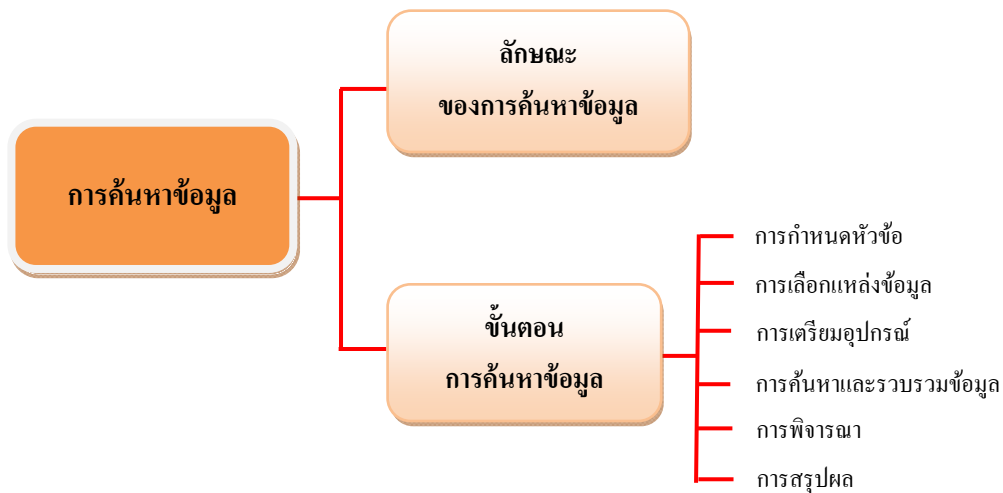 การค้นหาข้อมูล
ลักษณะ
ของการค้นหาข้อมูล
ขั้นตอน
การค้นหาข้อมูล
การกำหนดหัวข้อ
การเลือกแหล่งข้อมูล
การเตรียมอุปกรณ์
การค้นหาและรวบรวมข้อมูล
การพิจารณา
การสรุปผล